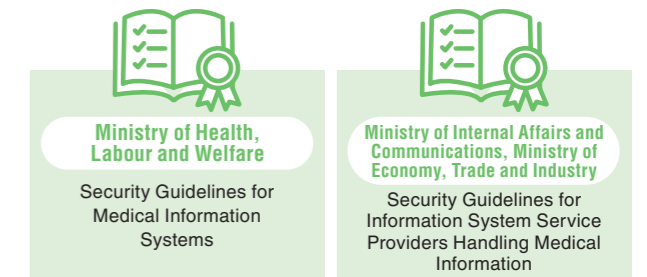 Ministry of Health,
Labour and Welfare
Security Guidelines for
Medical Information
Systems
Ministry of Internal Affairs and
Communications, Ministry of
Economy, Trade and Industry
Security Guidelines for
Information System Service
Providers Handling Medical
Information